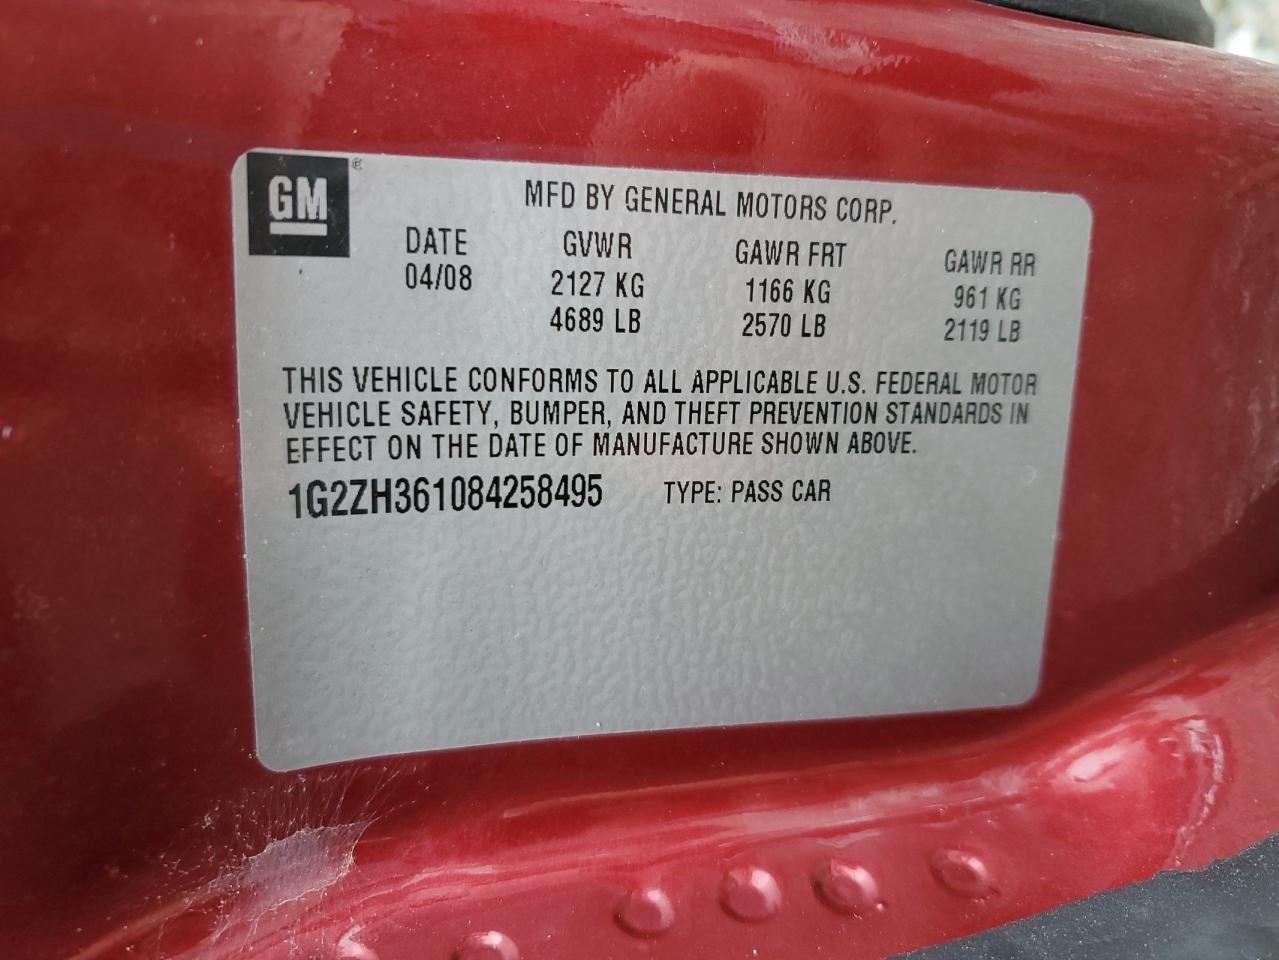 GM®
MFD BY GENERAL MOTORS CORP.
DATE GVWR GAWR FRT GAWR RR
04/08 2127 KG 1166 KG 961 KG
4689 LB 2570 LB 2119 LB
THIS VEHICLE CONFORMS TO ALL APPLICABLE U.S. FEDERAL MOTOR
VEHICLE SAFETY, BUMPER, AND THEFT PREVENTION STANDARDS IN
EFFECT ON THE DATE OF MANUFACTURE SHOWN ABOVE.
1G2ZH361084258495 TYPE: PASS CAR